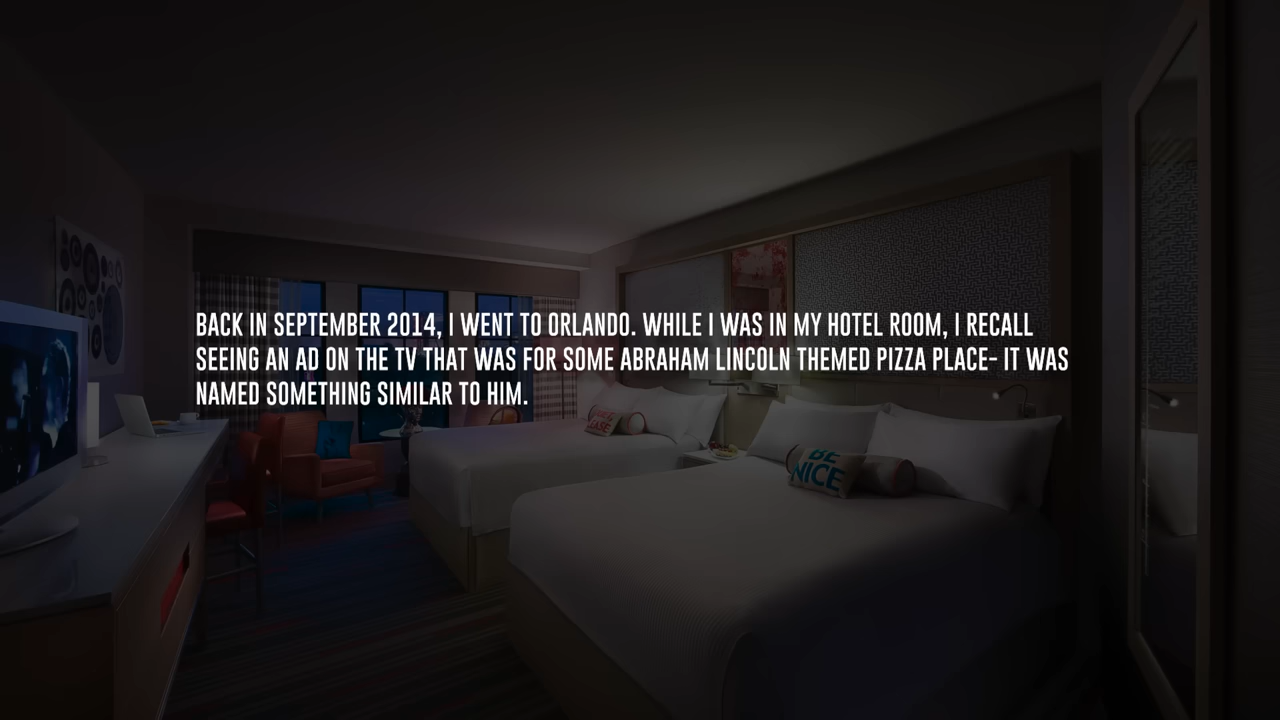 BACK IN SEPTEMBER 2014, I WENT TO ORLANDO. WHILE I WAS IN MY HOTEL ROOM, I RECALL
SEEING AN AD ON THE TV THAT WAS FOR SOME ABRAHAM LINCOLN THEMED PIZZA PLACE- IT WAS
NAMED SOMETHING SIMILAR TO HIM.
BE
NICE